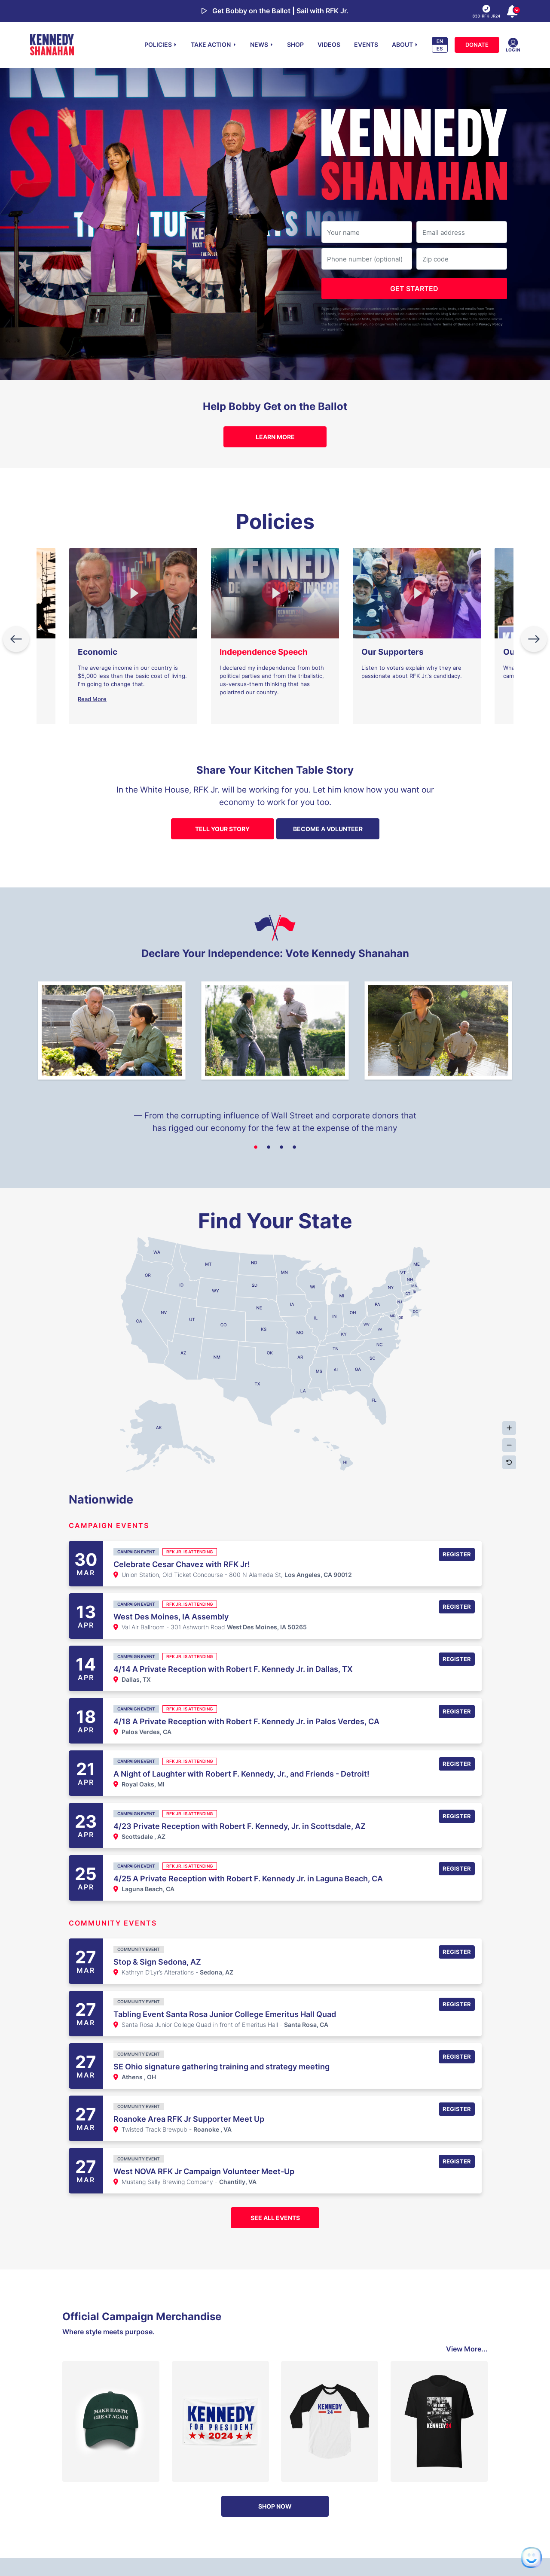 Get Bobby on the Ballot | Sail with RFK Jr.
KENNEDY
SHANAHAN
POLICIES
TAKE ACTION
NEWS
SHOP
VIDEOS
EVENTS
ABOUT
EN
ES
DONATE
LOGIN
KENNEDY
SHANAHAN
Your name
Email address
Phone number (optional)
Zip code
GET STARTED
Help Bobby Get on the Ballot
LEARN MORE
Policies
Economic
The average income in our country is
$5,000 less than the basic cost of living.
I'm going to change that.
Read More
Independence Speech
I declared my independence from both
political parties and from the tribalistic,
us-versus-them thinking that has
polarized our country.
Our Supporters
Listen to voters explain why they are
passionate about RFK Jr.'s candidacy.
Share Your Kitchen Table Story
In the White House, RFK Jr. will be working for you. Let him know how you want our
economy to work for you too.
TELL YOUR STORY
BECOME A VOLUNTEER
Declare Your Independence: Vote Kennedy Shanahan
— From the corrupting influence of Wall Street and corporate donors that
has rigged our economy for the few at the expense of the many
Find Your State
WA
MT
ND
MN
ME
VT
NH
OR
ID
WY
SD
WI
MI
NY
NV
UT
CO
NE
IA
IL
IN
OH
PA
NJ
CA
KS
MO
KY
DC
AZ
NM
OK
AR
TN
NC
SC
TX
LA
MS
AL
GA
FL
AK
HI
Nationwide
CAMPAIGN EVENTS
30
MAR
CAMPAIGN EVENT
RFK JR. IS ATTENDING
Celebrate Cesar Chavez with RFK Jr!
Union Station, Old Ticket Concourse - 800 N Alameda St, Los Angeles, CA 90012
REGISTER
13
APR
CAMPAIGN EVENT
RFK JR. IS ATTENDING
West Des Moines, IA Assembly
Val Air Ballroom - 301 Ashworth Road West Des Moines, IA 50265
REGISTER
14
APR
CAMPAIGN EVENT
RFK JR. IS ATTENDING
4/14 A Private Reception with Robert F. Kennedy Jr. in Dallas, TX
Dallas, TX
REGISTER
18
APR
CAMPAIGN EVENT
RFK JR. IS ATTENDING
4/18 A Private Reception with Robert F. Kennedy Jr. in Palos Verdes, CA
Palos Verdes, CA
REGISTER
21
APR
CAMPAIGN EVENT
RFK JR. IS ATTENDING
A Night of Laughter with Robert F. Kennedy, Jr., and Friends - Detroit!
Royal Oaks, MI
REGISTER
23
APR
CAMPAIGN EVENT
RFK JR. IS ATTENDING
4/23 Private Reception with Robert F. Kennedy, Jr. in Scottsdale, AZ
Scottsdale , AZ
REGISTER
25
APR
CAMPAIGN EVENT
RFK JR. IS ATTENDING
4/25 A Private Reception with Robert F. Kennedy Jr. in Laguna Beach, CA
Laguna Beach, CA
REGISTER
COMMUNITY EVENTS
27
MAR
COMMUNITY EVENT
Stop & Sign Sedona, AZ
Kathryn D'Lyr's Alterations - Sedona, AZ
REGISTER
27
MAR
COMMUNITY EVENT
Tabling Event Santa Rosa Junior College Emeritus Hall Quad
Santa Rosa Junior College Quad in front of Emeritus Hall - Santa Rosa, CA
REGISTER
27
MAR
COMMUNITY EVENT
SE Ohio signature gathering training and strategy meeting
Athens , OH
REGISTER
27
MAR
COMMUNITY EVENT
Roanoke Area RFK Jr Supporter Meet Up
Twisted Track Brewpub - Roanoke , VA
REGISTER
27
MAR
COMMUNITY EVENT
West NOVA RFK Jr Campaign Volunteer Meet-Up
Mustang Sally Brewing Company - Chantilly, VA
REGISTER
SEE ALL EVENTS
Official Campaign Merchandise
Where style meets purpose.
View More...
MAKE EARTH
GREAT AGAIN
KENNEDY
FOR PRESIDENT
2024
KENNEDY
24
KENNEDY24
SHOP NOW